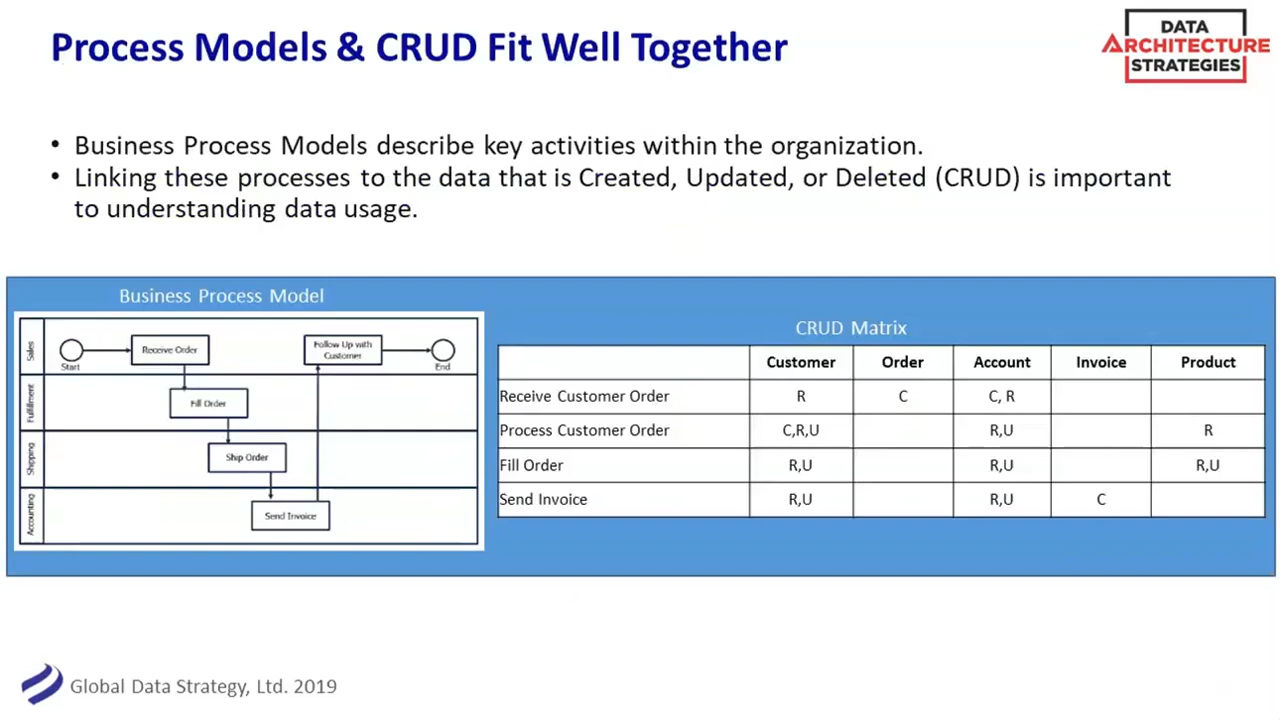 Process Models & CRUD Fit Well Together
DATA
ARCHITECTURE
STRATEGIES
• Business Process Models describe key activities within the organization.
• Linking these processes to the data that is Created, Updated, or Deleted (CRUD) is important
to understanding data usage.
Business Process Model
Sales
Start
Receive Order
Follow Up with
Customer
End
Fulfillment
Fill Order
Shipping
Ship Order
Accounting
Send Invoice
CRUD Matrix
Customer Order Account Invoice Product
Receive Customer Order R C C, R
Process Customer Order C,R,U R,U R
Fill Order R,U R,U R,U
Send Invoice R,U R,U C
Global Data Strategy, Ltd. 2019